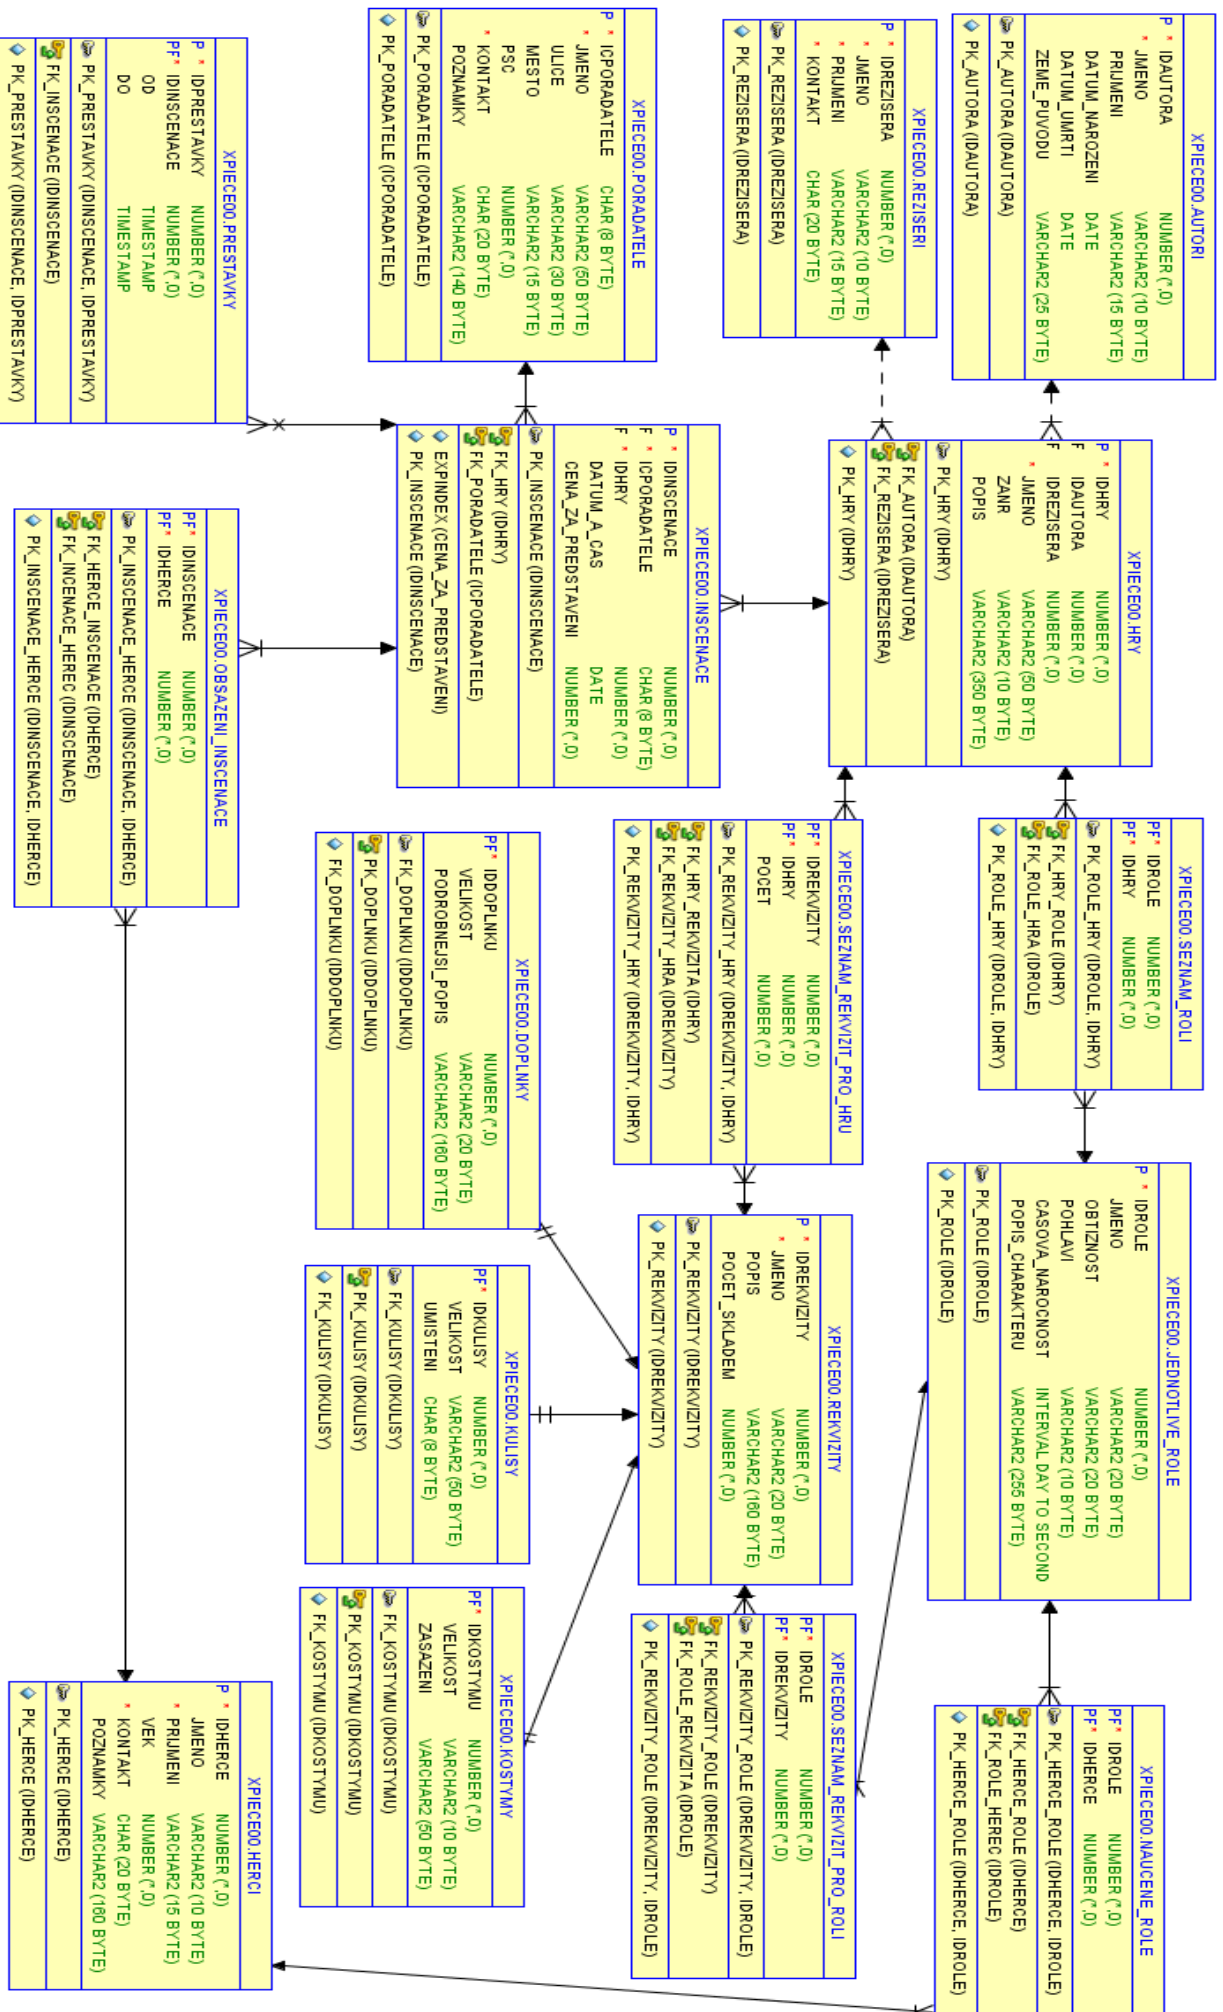 XPIECE00.AUTORI
P * IDAUTORA NUMBER (*,0)
* JMENO VARCHAR2 (10 BYTE)
PRIJMENI VARCHAR2 (15 BYTE)
DATUM_NAROZENI DATE
DATUM_UMRTI DATE
ZEME_PUVODU VARCHAR2 (25 BYTE)
PK_AUTORA (IDAUTORA)
PK_AUTORA (IDAUTORA)
XPIECE00.HRY
P * IDHRY NUMBER (*,0)
F IDAUTORA NUMBER (*,0)
F IDREZISERA NUMBER (*,0)
* JMENO VARCHAR2 (50 BYTE)
ZANR VARCHAR2 (10 BYTE)
POPIS VARCHAR2 (350 BYTE)
PK_HRY (IDHRY)
FK_AUTORA (IDAUTORA)
FK_REZISERA (IDREZISERA)
PK_HRY (IDHRY)
XPIECE00.SEZNAM_ROLI
PF* IDROLE NUMBER (*,0)
PF* IDHRY NUMBER (*,0)
PK_ROLE_HRY (IDROLE, IDHRY)
FK_HRY_ROLE (IDHRY)
FK_ROLE_HRA (IDROLE)
PK_ROLE_HRY (IDROLE, IDHRY)
XPIECE00.JEDNOTLIVE_ROLE
P * IDROLE NUMBER (*,0)
JMENO VARCHAR2 (20 BYTE)
OBTIZNOST VARCHAR2 (20 BYTE)
POHLAVI VARCHAR2 (10 BYTE)
CASOVA_NAROCNOST INTERVAL DAY TO SECOND
POPIS_CHARAKTERU VARCHAR2 (255 BYTE)
PK_ROLE (IDROLE)
PK_ROLE (IDROLE)
XPIECE00.NAUCENE_ROLE
PF* IDROLE NUMBER (*,0)
PF* IDHERCE NUMBER (*,0)
PK_HERCE_ROLE (IDHERCE, IDROLE)
FK_HERCE_ROLE (IDHERCE)
FK_ROLE_HEREC (IDROLE)
PK_HERCE_ROLE (IDHERCE, IDROLE)
XPIECE00.REZISERI
P * IDREZISERA NUMBER (*,0)
* JMENO VARCHAR2 (10 BYTE)
* PRIJMENI VARCHAR2 (15 BYTE)
* KONTAKT CHAR (20 BYTE)
PK_REZISERA (IDREZISERA)
PK_REZISERA (IDREZISERA)
XPIECE00.SEZNAM_REKVIZIT_PRO_HRU
PF* IDREKVIZITY NUMBER (*,0)
PF* IDHRY NUMBER (*,0)
POCET NUMBER (*,0)
PK_REKVIZITY_HRY (IDREKVIZITY, IDHRY)
FK_HRY_REKVIZITA (IDHRY)
FK_REKVIZITY_HRA (IDREKVIZITY)
PK_REKVIZITY_HRY (IDREKVIZITY, IDHRY)
XPIECE00.REKVIZITY
P * IDREKVIZITY NUMBER (*,0)
* JMENO VARCHAR2 (20 BYTE)
POPIS VARCHAR2 (160 BYTE)
POCET_SKLADEM NUMBER (*,0)
PK_REKVIZITY (IDREKVIZITY)
PK_REKVIZITY (IDREKVIZITY)
XPIECE00.SEZNAM_REKVIZIT_PRO_ROLI
PF* IDROLE NUMBER (*,0)
PF* IDREKVIZITY NUMBER (*,0)
PK_REKVIZITY_ROLE (IDREKVIZITY, IDROLE)
FK_REKVIZITY_ROLE (IDREKVIZITY)
FK_ROLE_REKVIZITA (IDROLE)
PK_REKVIZITY_ROLE (IDREKVIZITY, IDROLE)
XPIECE00.PORADATELE
P * ICPORADATELE CHAR (8 BYTE)
* JMENO VARCHAR2 (50 BYTE)
ULICE VARCHAR2 (30 BYTE)
MESTO VARCHAR2 (15 BYTE)
PSC NUMBER (*,0)
* KONTAKT CHAR (20 BYTE)
POZNAMKY VARCHAR2 (140 BYTE)
PK_PORADATELE (ICPORADATELE)
PK_PORADATELE (ICPORADATELE)
XPIECE00.INSCENACE
P * IDINSCENACE NUMBER (*,0)
F * ICPORADATELE CHAR (8 BYTE)
F * IDHRY NUMBER (*,0)
DATUM_A_CAS DATE
CENA_ZA_PREDSTAVENI NUMBER (*,0)
PK_INSCENACE (IDINSCENACE)
FK_HRY (IDHRY)
FK_PORADATELE (ICPORADATELE)
EXPINDEX (CENA_ZA_PREDSTAVENI)
PK_INSCENACE (IDINSCENACE)
XPIECE00.DOPLNKY
PF* IDDOPLNKU NUMBER (*,0)
VELIKOST VARCHAR2 (20 BYTE)
PODROBNEJSI_POPIS VARCHAR2 (160 BYTE)
FK_DOPLNKU (IDDOPLNKU)
FK_DOPLNKU (IDDOPLNKU)
FK_DOPLNKU (IDDOPLNKU)
XPIECE00.KULISY
PF* IDKULISY NUMBER (*,0)
VELIKOST VARCHAR2 (50 BYTE)
UMISTENI CHAR (8 BYTE)
FK_KULISY (IDKULISY)
FK_KULISY (IDKULISY)
FK_KULISY (IDKULISY)
XPIECE00.KOSTYMY
PF* IDKOSTYMU NUMBER (*,0)
VELIKOST VARCHAR2 (10 BYTE)
ZASAZENI VARCHAR2 (50 BYTE)
FK_KOSTYMU (IDKOSTYMU)
FK_KOSTYMU (IDKOSTYMU)
FK_KOSTYMU (IDKOSTYMU)
XPIECE00.PRESTAVKY
P * IDPRESTAVKY NUMBER (*,0)
PF* IDINSCENACE NUMBER (*,0)
OD TIMESTAMP
DO TIMESTAMP
PK_PRESTAVKY (IDINSCENACE, IDPRESTAVKY)
FK_INSCENACE (IDINSCENACE)
PK_PRESTAVKY (IDINSCENACE, IDPRESTAVKY)
XPIECE00.OBSAZENI_INSCENACE
PF* IDINSCENACE NUMBER (*,0)
PF* IDHERCE NUMBER (*,0)
PK_INSCENACE_HERCE (IDINSCENACE, IDHERCE)
FK_HERCE_INSCENACE (IDHERCE)
FK_INCENACE_HEREC (IDINSCENACE)
PK_INSCENACE_HERCE (IDINSCENACE, IDHERCE)
XPIECE00.HERCI
P * IDHERCE NUMBER (*,0)
JMENO VARCHAR2 (10 BYTE)
* PRIJMENI VARCHAR2 (15 BYTE)
VEK NUMBER (*,0)
* KONTAKT CHAR (20 BYTE)
POZNAMKY VARCHAR2 (160 BYTE)
PK_HERCE (IDHERCE)
PK_HERCE (IDHERCE)